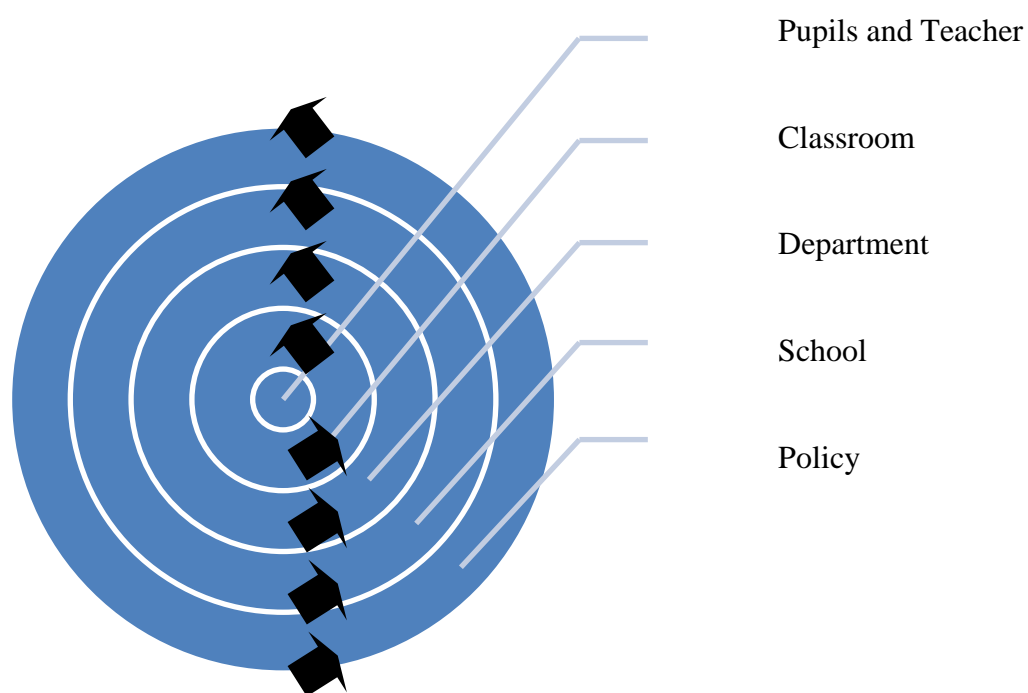 Pupils and Teacher
Classroom
Department
School
Policy